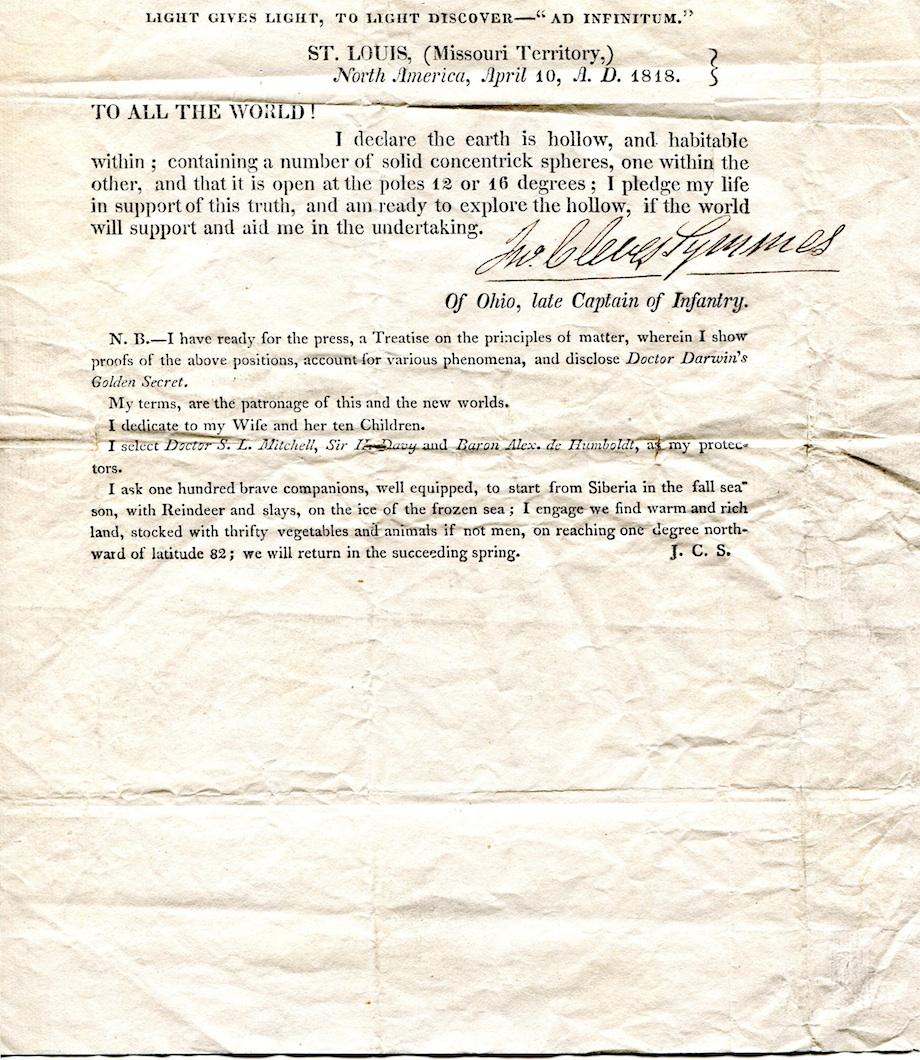 LIGHT GIVES LIGHT, TO LIGHT DISCOVER—“AD INFINITUM.”
ST. LOUIS, (Missouri Territory,)
North America, April 10, A. D. 1818.
TO ALL THE WORLD!
I declare the earth is hollow, and habitable
within; containing a number of solid concentrick spheres, one within the
other, and that it is open at the poles 12 or 16 degrees; I pledge my life
in support of this truth, and am ready to explore the hollow, if the world
will support and aid me in the undertaking.
Jno. Cleves Symmes
Of Ohio, late Captain of Infantry.
N. B.—I have ready for the press, a Treatise on the principles of matter, wherein I show
proofs of the above positions, account for various phenomena, and disclose Doctor Darwin's
Golden Secret.
My terms, are the patronage of this and the new worlds.
I dedicate to my Wife and her ten Children.
I select Doctor S. L. Mitchell, Sir H. Davy and Baron Alex. de Humboldt, as my protec-
tors.
I ask one hundred brave companions, well equipped, to start from Siberia in the fall sea-
son, with Reindeer and slays, on the ice of the frozen sea; I engage we find warm and rich
land, stocked with thrifty vegetables and animals if not men, on reaching one degree north-
ward of latitude 82; we will return in the succeeding spring. J. C. S.